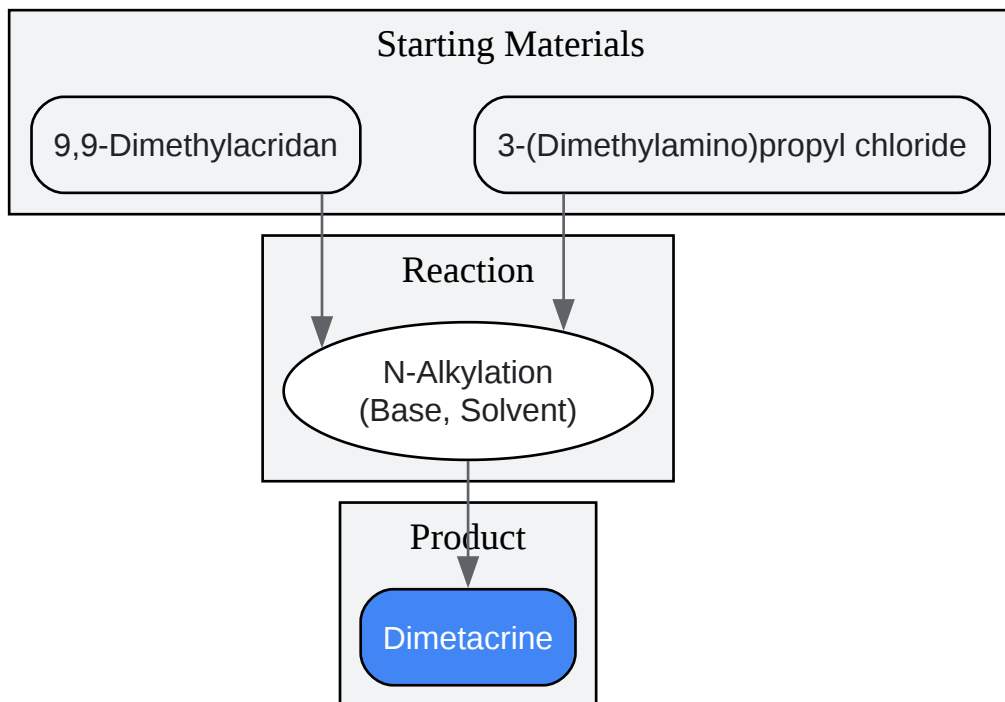 Starting Materials
9,9-Dimethylacridan
3-(Dimethylamino)propyl chloride
Reaction
N-Alkylation
(Base, Solvent)
Product
Dimetacrine